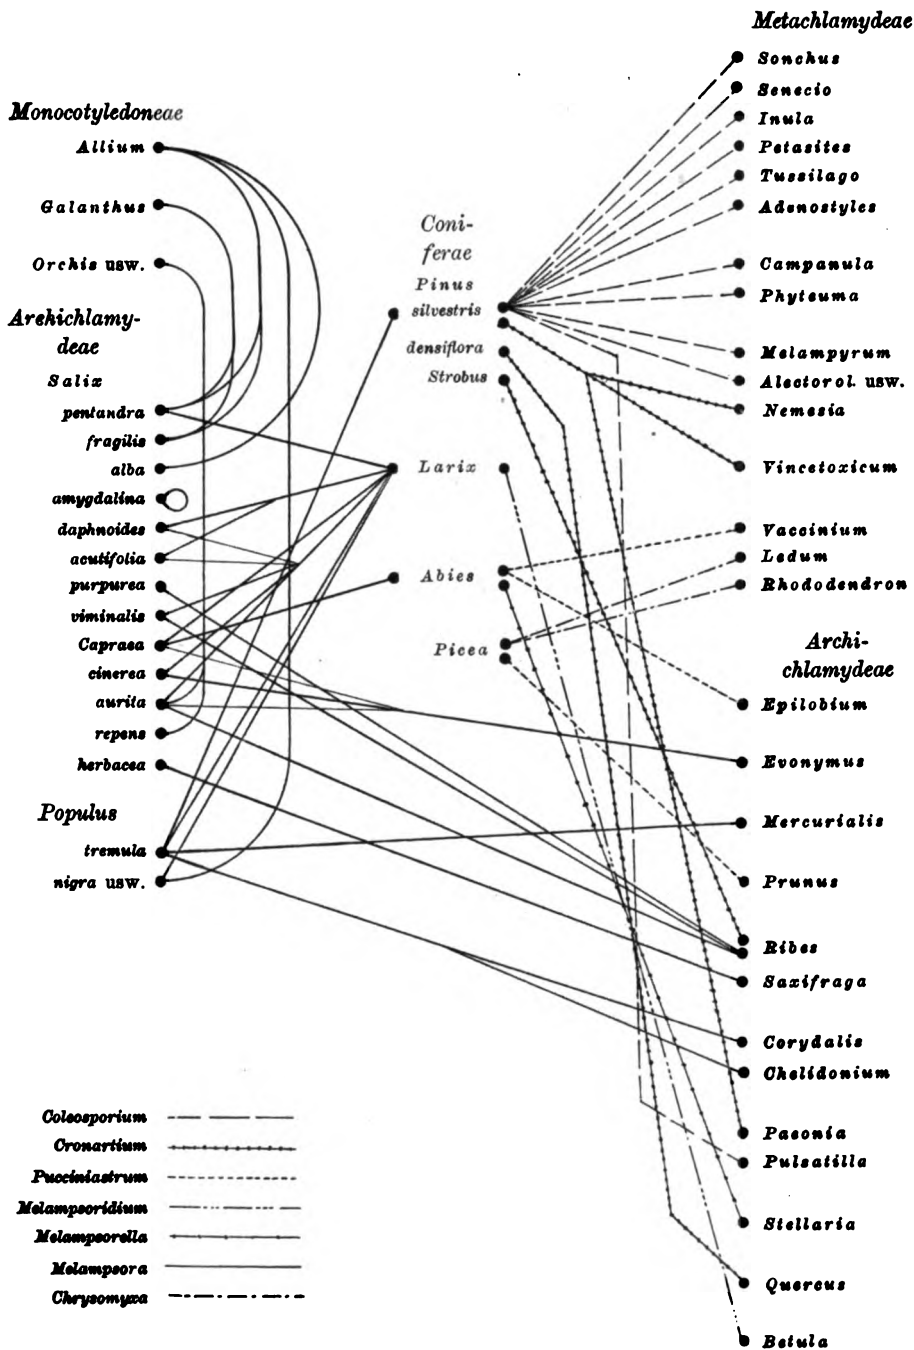 Monocotyledoneae
Allium
Galanthus
Orchis usw.
Archichlamy-
deae
Salix
pentandra
fragilis
alba
amygdalina
daphnoides
acutifolia
purpurea
viminalis
Capraea
cinerea
aurita
repens
herbacea
Populus
tremula
nigra usw.
Coni-
ferae
Pinus
silvestris
densiflora
Strobus
Larix
Abies
Picea
Metachlamydeae
Sonchus
Senecio
Inula
Petasites
Tussilago
Adenostyles
Campanula
Phyteuma
Melampyrum
Alectorol. usw.
Nemesia
Vincetoxicum
Vaccinium
Ledum
Rhododendron
Archi-
chlamydeae
Epilobium
Evonymus
Mercurialis
Prunus
Ribes
Saxifraga
Corydalis
Chelidonium
Paeonia
Pulsatilla
Stellaria
Quercus
Betula
Coleosporium
Cronartium
Pucciniastrum
Melampsoridium
Melampsorella
Melampsora
Chrysomyxa